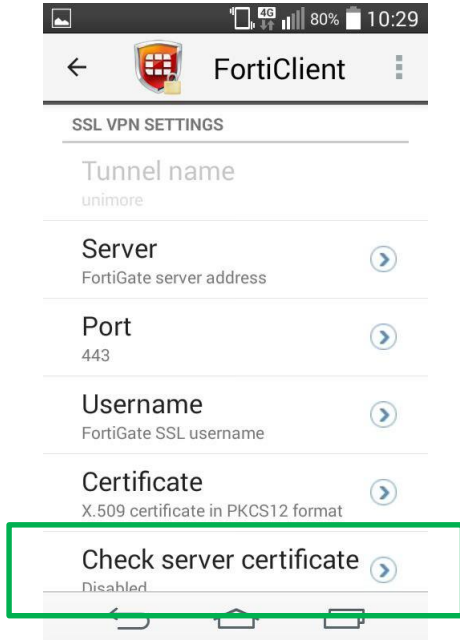 4G 80% 10:29
FortiClient
SSL VPN SETTINGS
Tunnel name
unimore
Server
FortiGate server address
Port
443
Username
FortiGate SSL username
Certificate
X.509 certificate in PKCS12 format
Check server certificate
Disabled